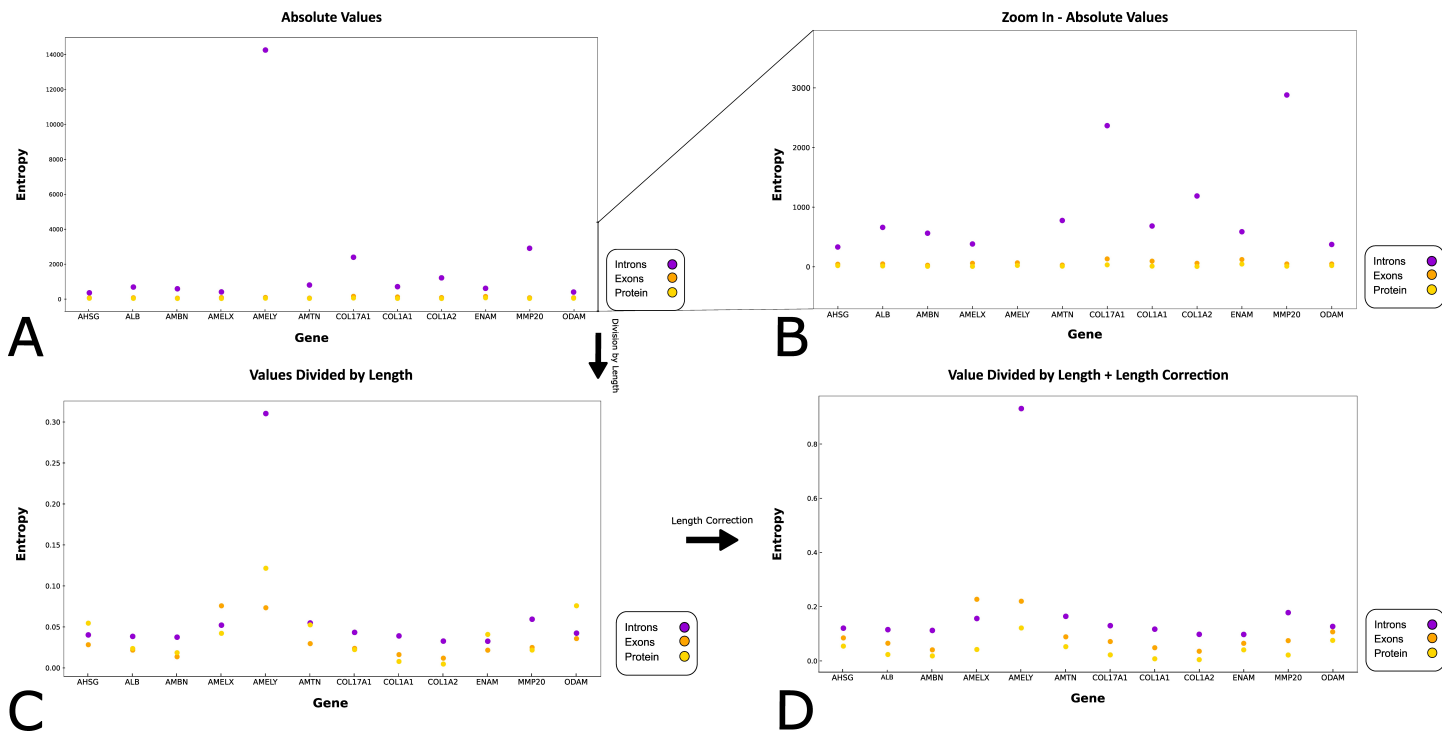 Absolute Values
14000
12000
10000
8000
6000
4000
2000
0
Entropy
AHSG ALB AMBN AMELX AMELY AMTN COL17A1 COL1A1 COL1A2 ENAM MMP20 ODAM
Gene
Introns
Exons
Protein
A
Zoom In - Absolute Values
3000
2000
1000
0
Entropy
AHSG ALB AMBN AMELX AMELY AMTN COL17A1 COL1A1 COL1A2 ENAM MMP20 ODAM
Gene
Introns
Exons
Protein
B
Division by
Length
Values Divided by Length
0.30
0.25
0.20
0.15
0.10
0.05
0.00
Entropy
AHSG ALB AMBN AMELX AMELY AMTN COL17A1 COL1A1 COL1A2 ENAM MMP20 ODAM
Gene
Introns
Exons
Protein
C
Length Correction
Value Divided by Length + Length Correction
0.8
0.6
0.4
0.2
0.0
Entropy
AHSG ALB AMBN AMELX AMELY AMTN COL17A1 COL1A1 COL1A2 ENAM MMP20 ODAM
Gene
Introns
Exons
Protein
D